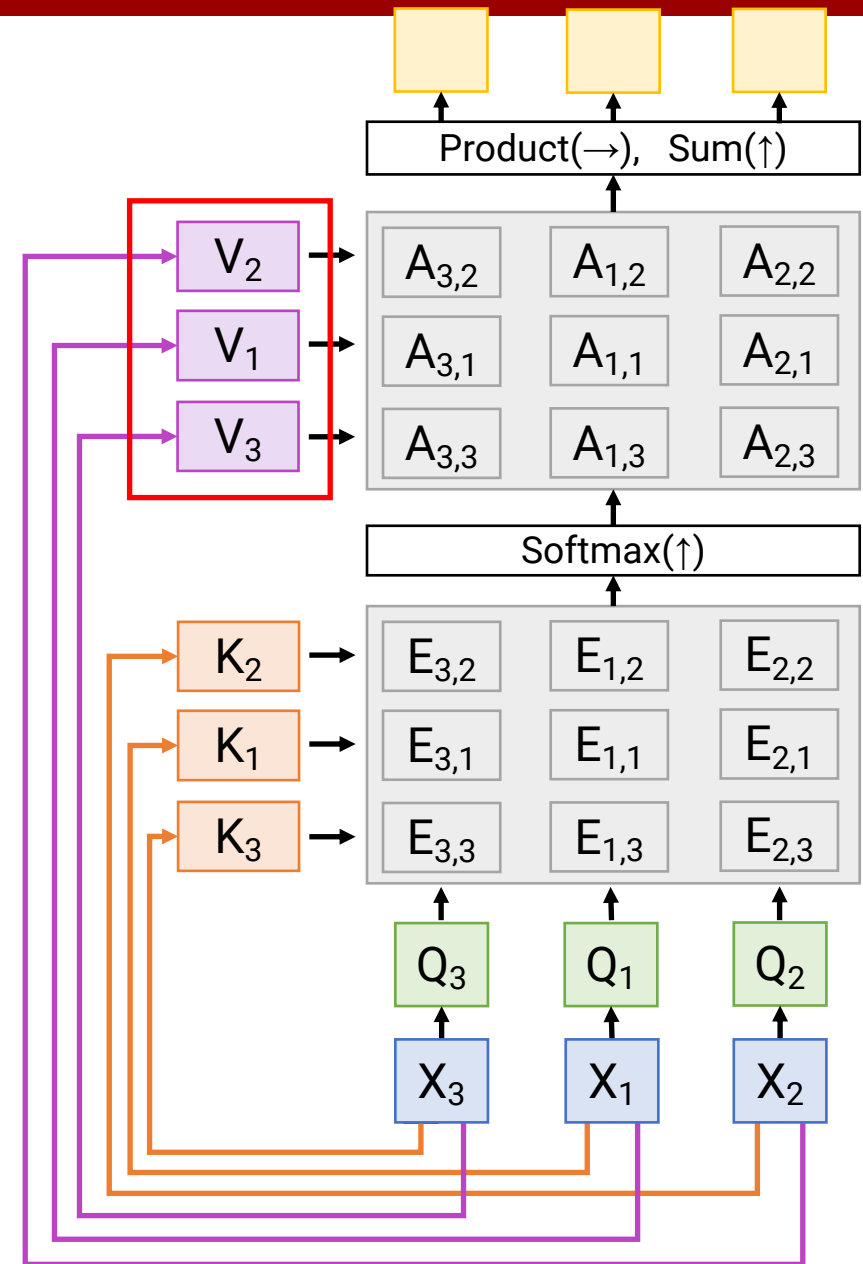 Product(→), Sum(↑)
V₂ A₃,₂ A₁,₂ A₂,₂
V₁ A₃,₁ A₁,₁ A₂,₁
V₃ A₃,₃ A₁,₃ A₂,₃
Softmax(↑)
K₂ E₃,₂ E₁,₂ E₂,₂
K₁ E₃,₁ E₁,₁ E₂,₁
K₃ E₃,₃ E₁,₃ E₂,₃
Q₃ Q₁ Q₂
X₃ X₁ X₂